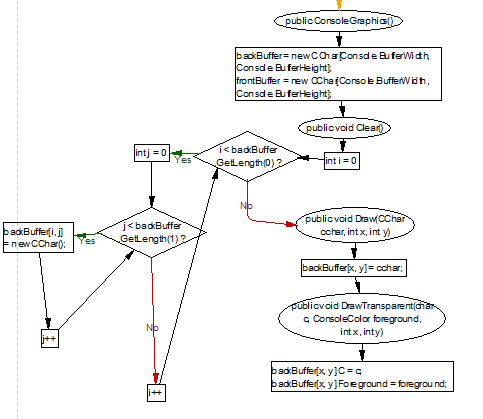 public ConsoleGraphics()
backBuffer = new CChar[Console.BufferWidth,
Console.BufferHeight];
frontBuffer = new CChar[Console.BufferWidth,
Console.BufferHeight];
public void Clear()
int i = 0
i < backBuffer
GetLength(0) ?
Yes
int j = 0
No
j < backBuffer
GetLength(1) ?
Yes
backBuffer[i, j]
= new CChar();
j++
No
i++
public void Draw(CChar
cchar, int x, int y)
backBuffer[x, y] = cchar;
public void DrawTransparent(char
c, ConsoleColor foreground,
int x, int y)
backBuffer[x, y].C = c;
backBuffer[x, y].Foreground = foreground;